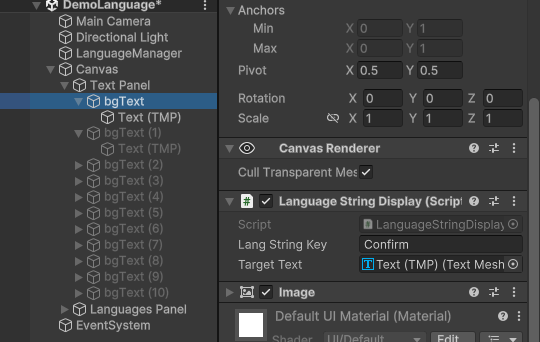 DemoLanguage*
Main Camera
Directional Light
LanguageManager
Canvas
Text Panel
bgText
Text (TMP)
bgText (1)
Text (TMP)
bgText (2)
bgText (3)
bgText (4)
bgText (5)
bgText (6)
bgText (7)
bgText (8)
bgText (9)
bgText (10)
Languages Panel
EventSystem
Anchors
Min X 0 Y 1
Max X 0 Y 1
Pivot X 0.5 Y 0.5
Rotation X 0 Y 0 Z 0
Scale X 1 Y 1 Z 1
Canvas Renderer
Cull Transparent Mes
# Language String Display (Script
Script LanguageStringDisplay
Lang String Key Confirm
Target Text Text (TMP) (Text Mesh
Image
Default UI Material (Material)
Shader UI/Default Edit...